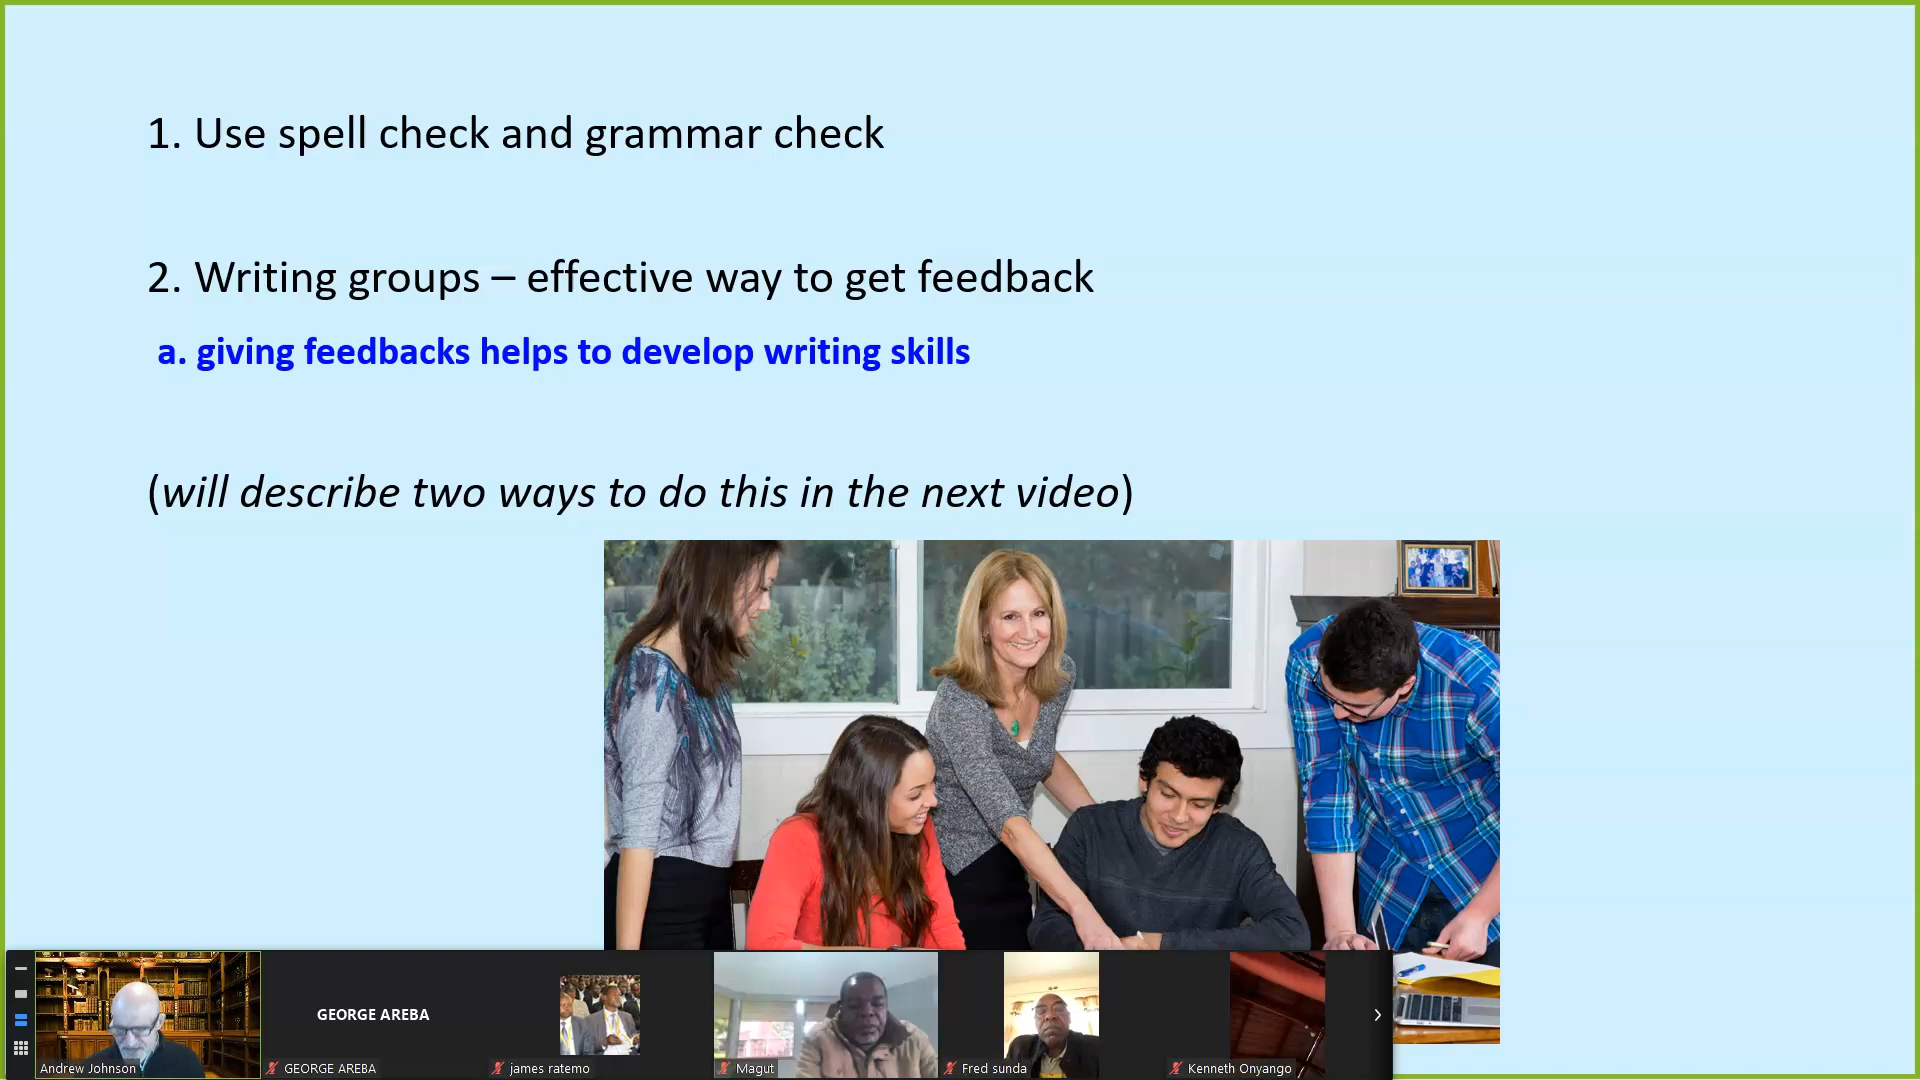 1. Use spell check and grammar check
2. Writing groups – effective way to get feedback
a. giving feedbacks helps to develop writing skills
(will describe two ways to do this in the next video)
GEORGE AREBA
Andrew Johnson
GEORGE AREBA
james ratemo
Magut
Fred sunda
Kenneth Onyango